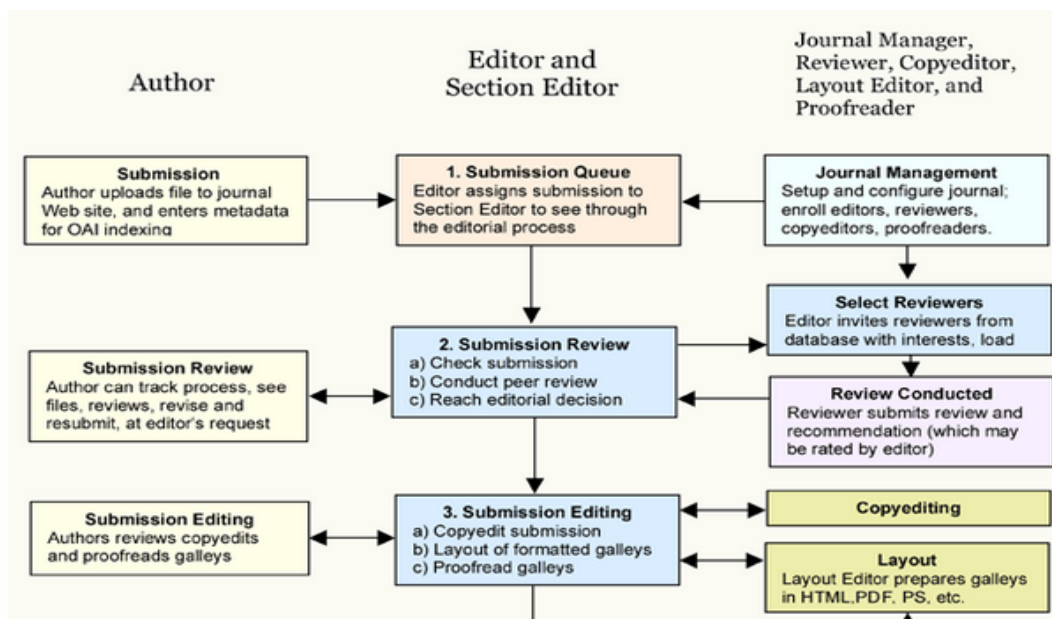 Author
Editor and
Section Editor
Journal Manager,
Reviewer, Copyeditor,
Layout Editor, and
Proofreader
Submission
Author uploads file to journal
Web site, and enters metadata
for OAI indexing
1. Submission Queue
Editor assigns submission to
Section Editor to see through
the editorial process
Journal Management
Setup and configure journal;
enroll editors, reviewers,
copyeditors, proofreaders.
Select Reviewers
Editor invites reviewers from
database with interests, load
2. Submission Review
a) Check submission
b) Conduct peer review
c) Reach editorial decision
Submission Review
Author can track process, see
files, reviews, revise and
resubmit, at editor's request
Review Conducted
Reviewer submits review and
recommendation (which may
be rated by editor)
Submission Editing
Authors reviews copyedits
and proofreads galleys
3. Submission Editing
a) Copyedit submission
b) Layout of formatted galleys
c) Proofread galleys
Copyediting
Layout
Layout Editor prepares galleys
in HTML,PDF, PS, etc.